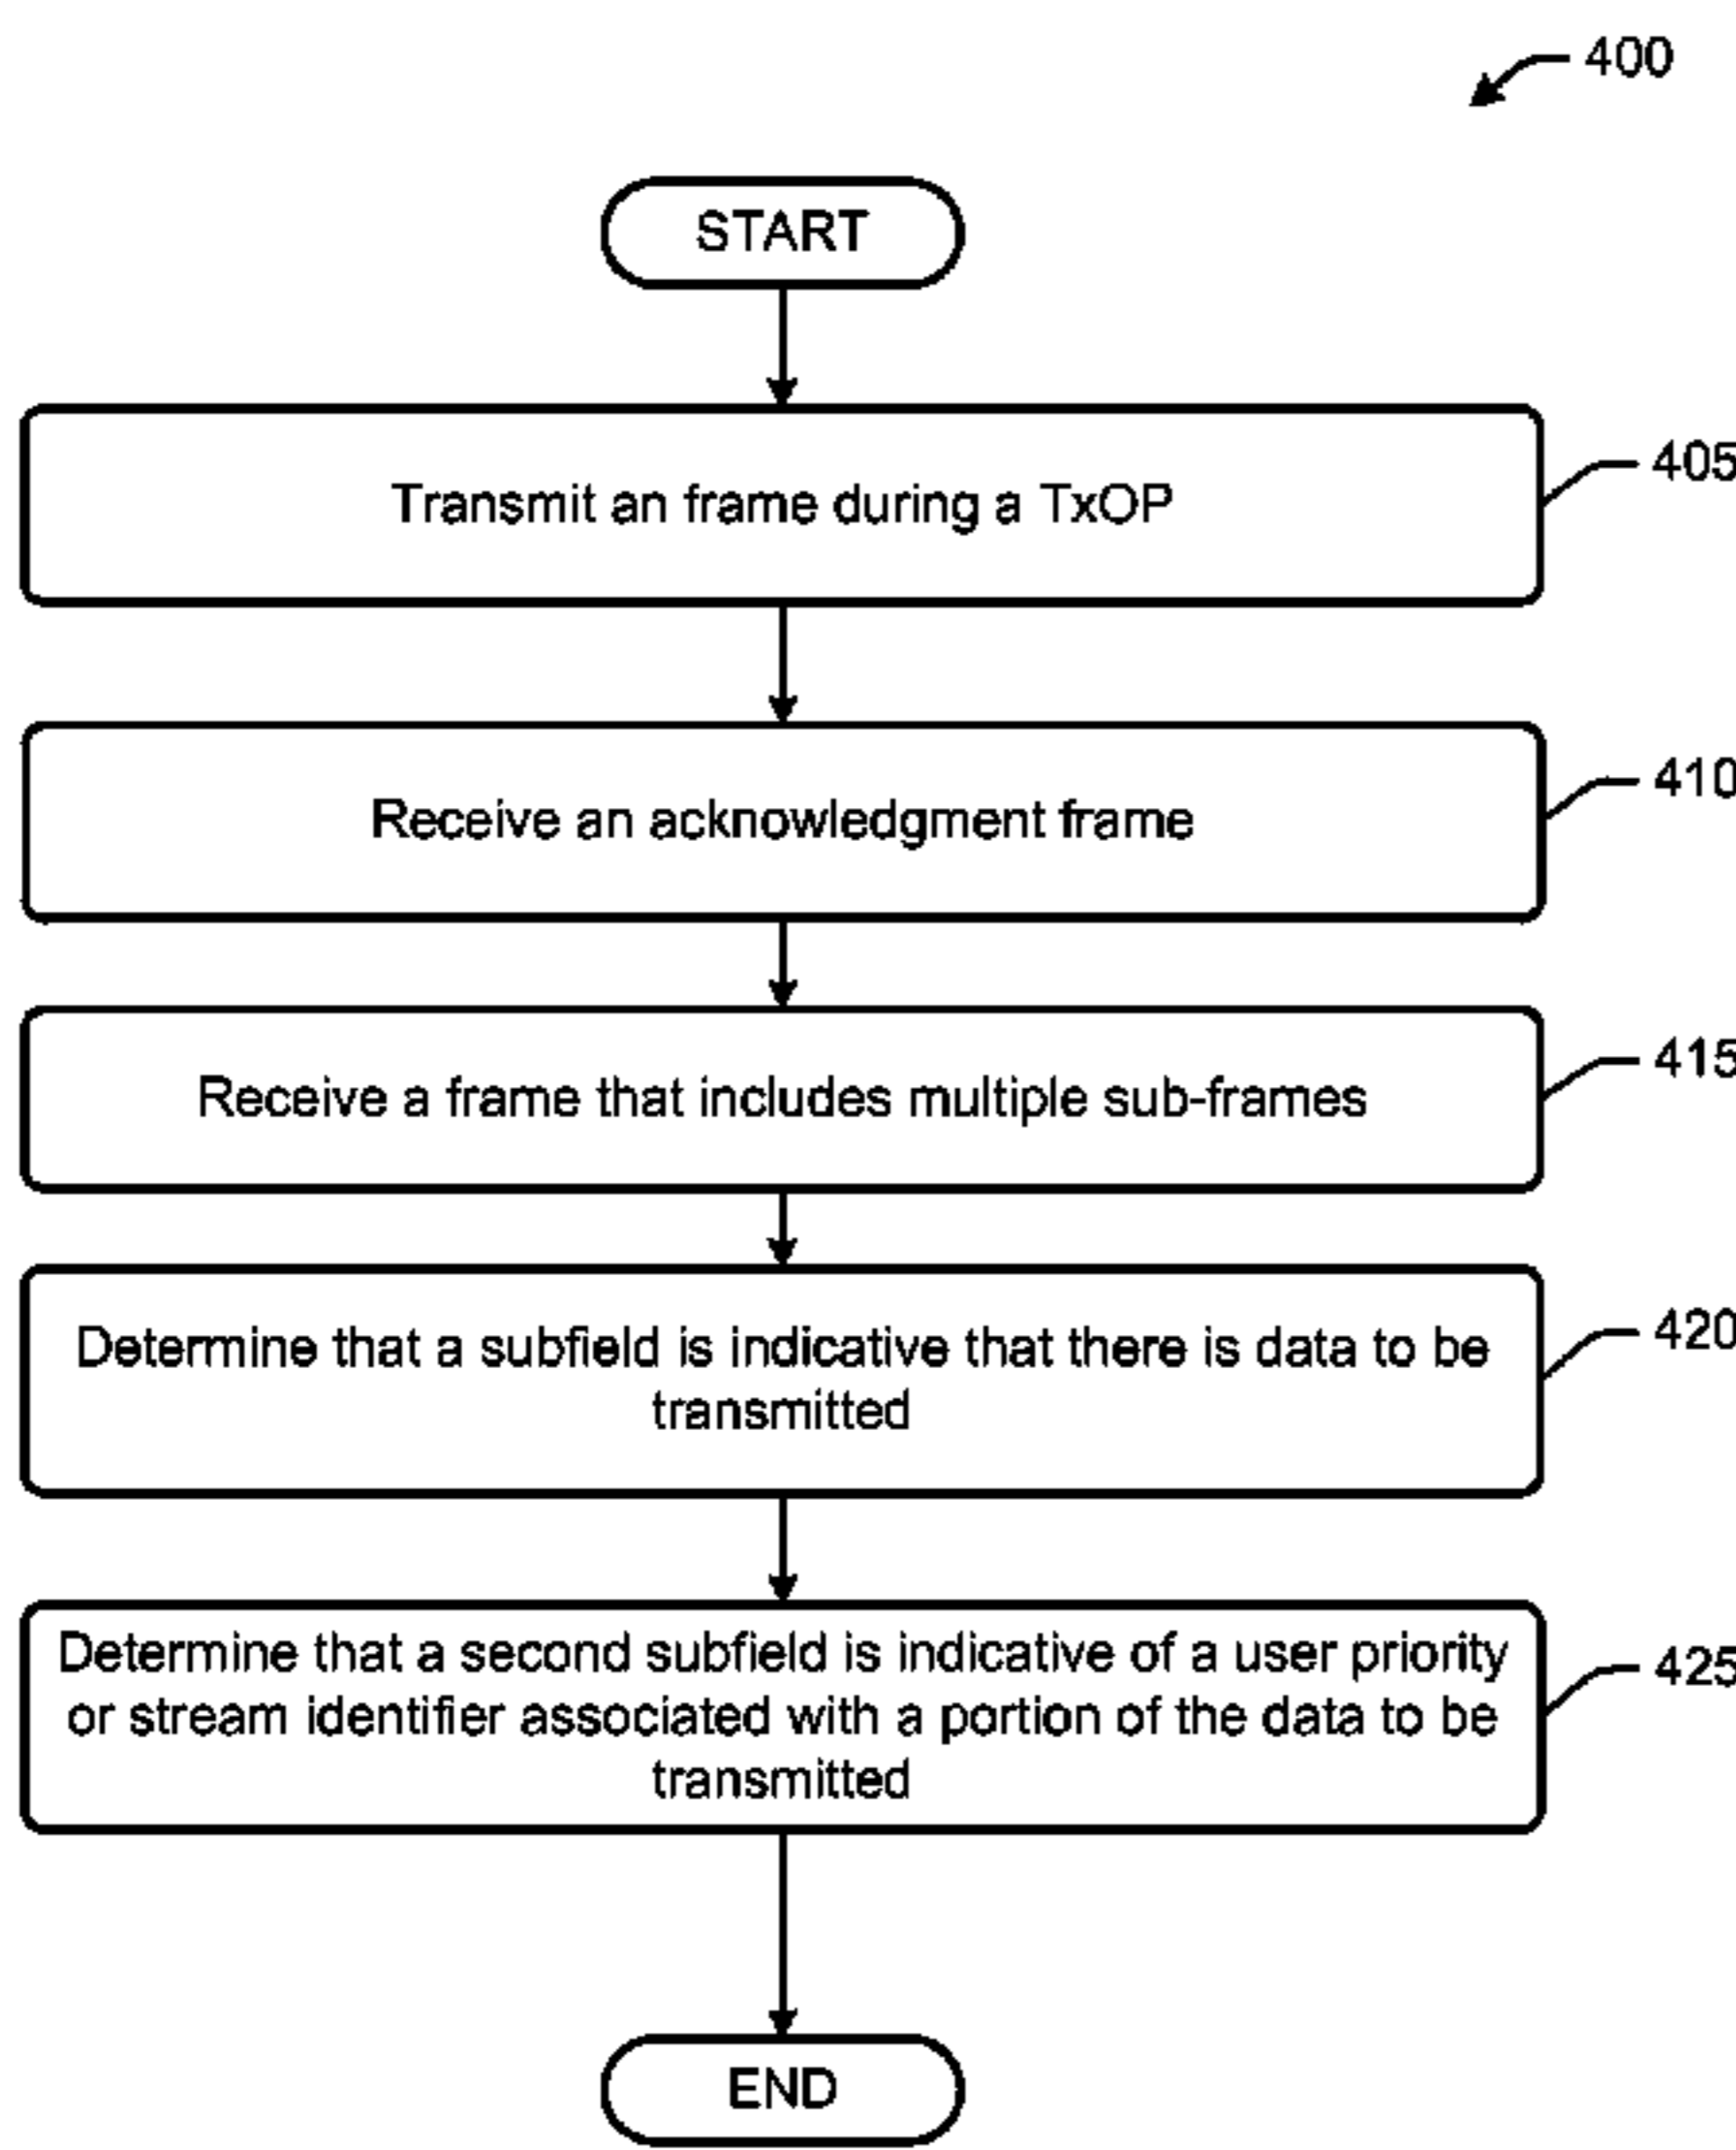 400
START
Transmit an frame during a TxOP
405
Receive an acknowledgment frame
410
Receive a frame that includes multiple sub-frames
415
Determine that a subfield is indicative that there is data to be
transmitted
420
Determine that a second subfield is indicative of a user priority
or stream identifier associated with a portion of the data to be
transmitted
425
END